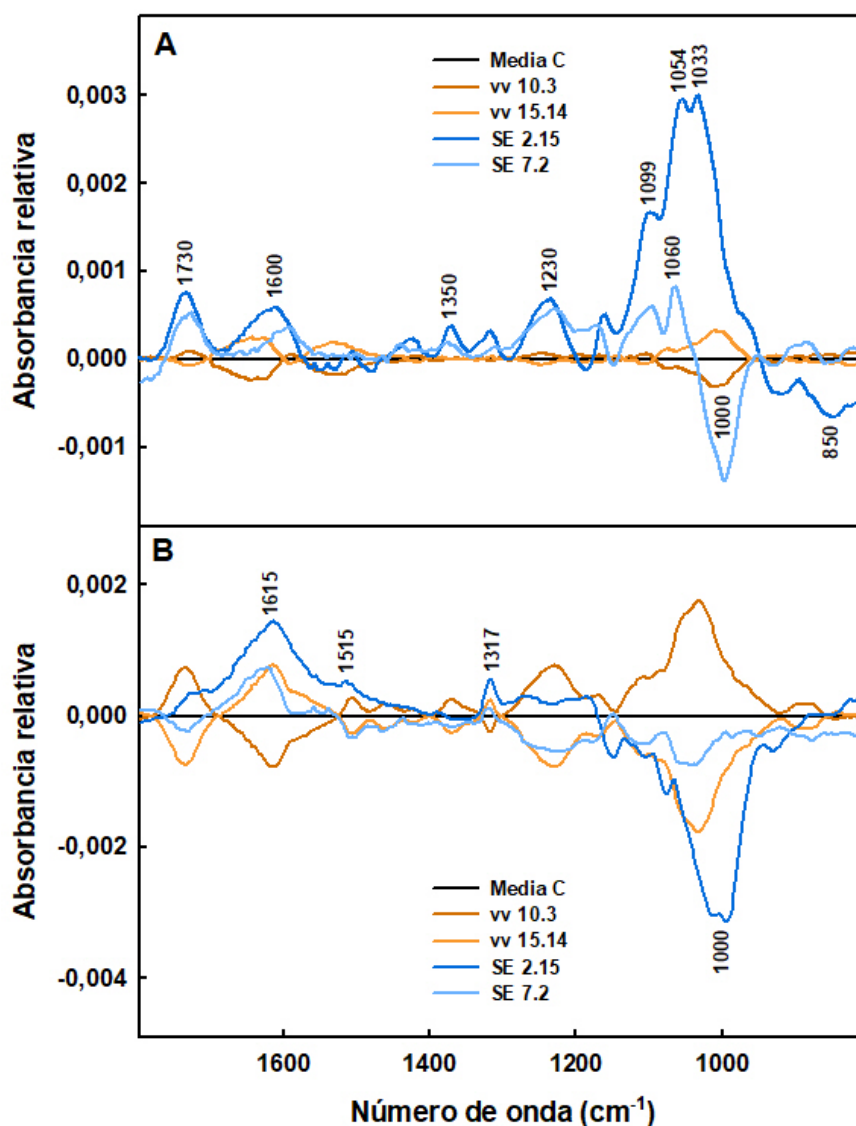 A
Media C
vv 10.3
vv 15.14
SE 2.15
SE 7.2
1730
1600
1350
1230
1099
1060
1054
1033
1000
850
0,003
0,002
0,001
0,000
-0,001
Absorbancia relativa
B
1615
1515
1317
1000
Media C
vv 10.3
vv 15.14
SE 2.15
SE 7.2
0,002
0,000
-0,002
-0,004
Absorbancia relativa
1600
1400
1200
1000
Número de onda (cm⁻¹)